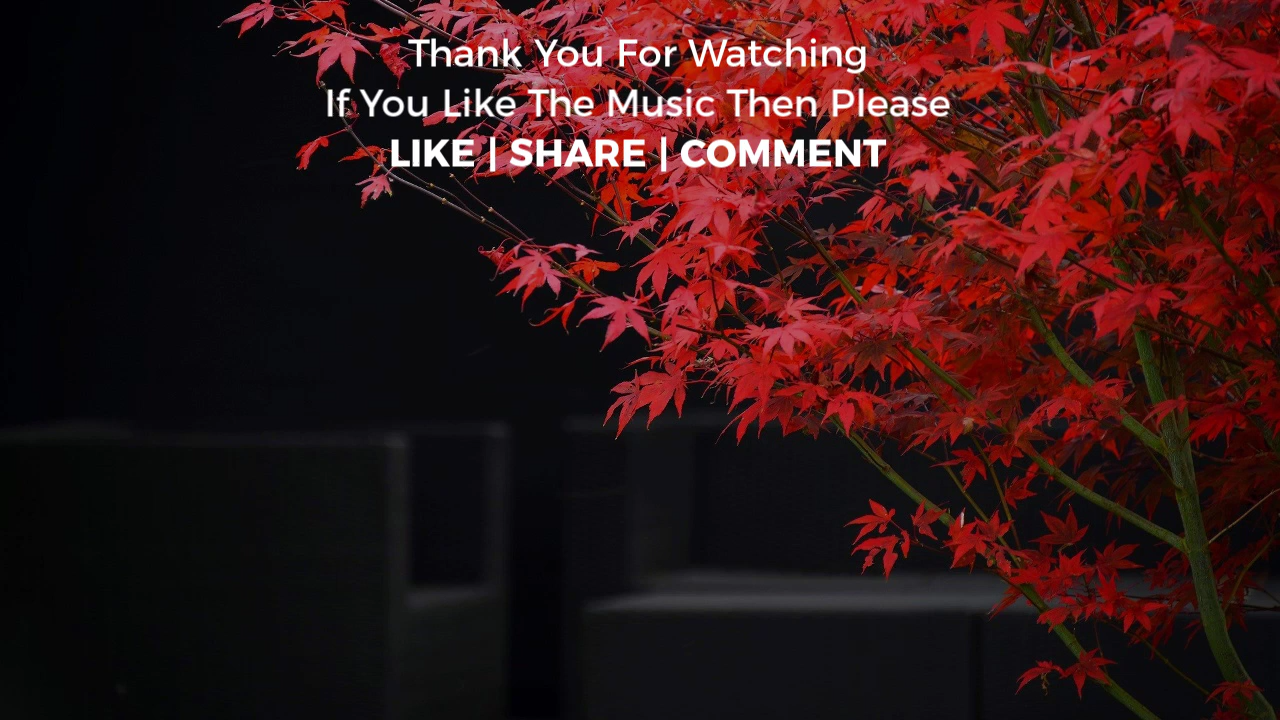 Thank You For Watching
If You Like The Music Then Please
LIKE | SHARE | COMMENT